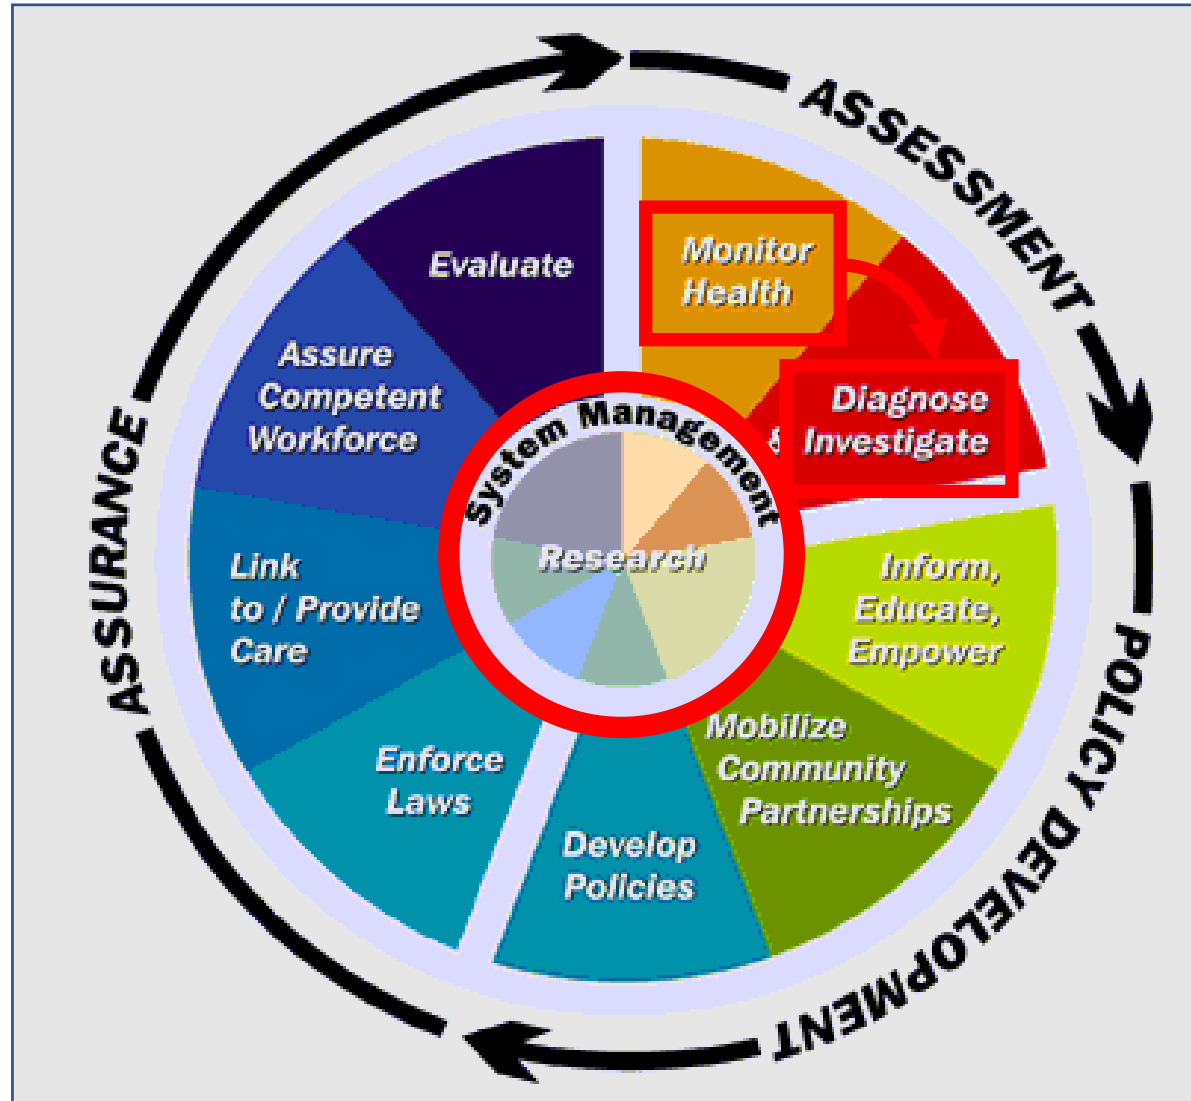 ASSESSMENT
Monitor
Health
Diagnose
& Investigate
Inform,
Educate,
Empower
POLICY DEVELOPMENT
Mobilize
Community
Partnerships
Develop
Policies
Enforce
Laws
ASSURANCE
Link
to / Provide
Care
Assure
Competent
Workforce
Evaluate
System Management
Research